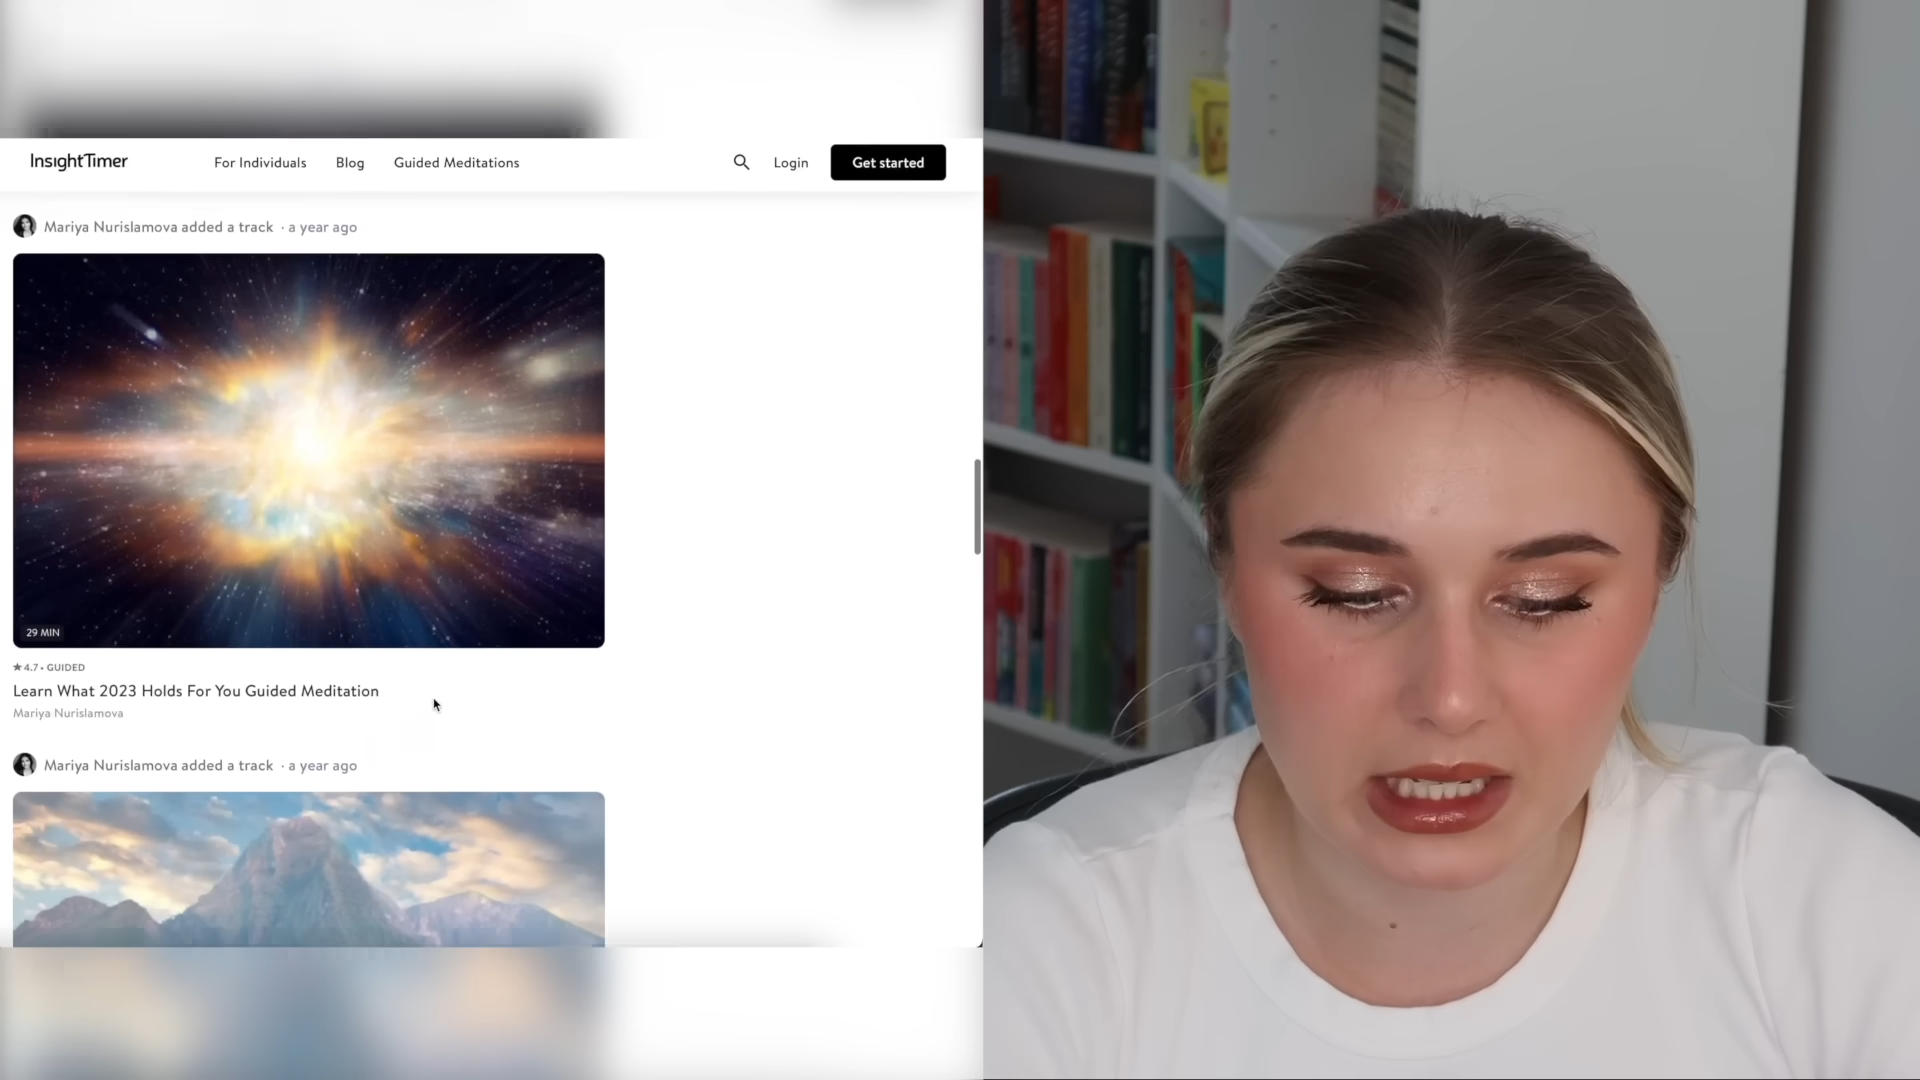 InsightTimer For Individuals Blog Guided Meditations Login Get started
Mariya Nurislamova added a track · a year ago
29 MIN
★4.7 • GUIDED
Learn What 2023 Holds For You Guided Meditation
Mariya Nurislamova
Mariya Nurislamova added a track · a year ago